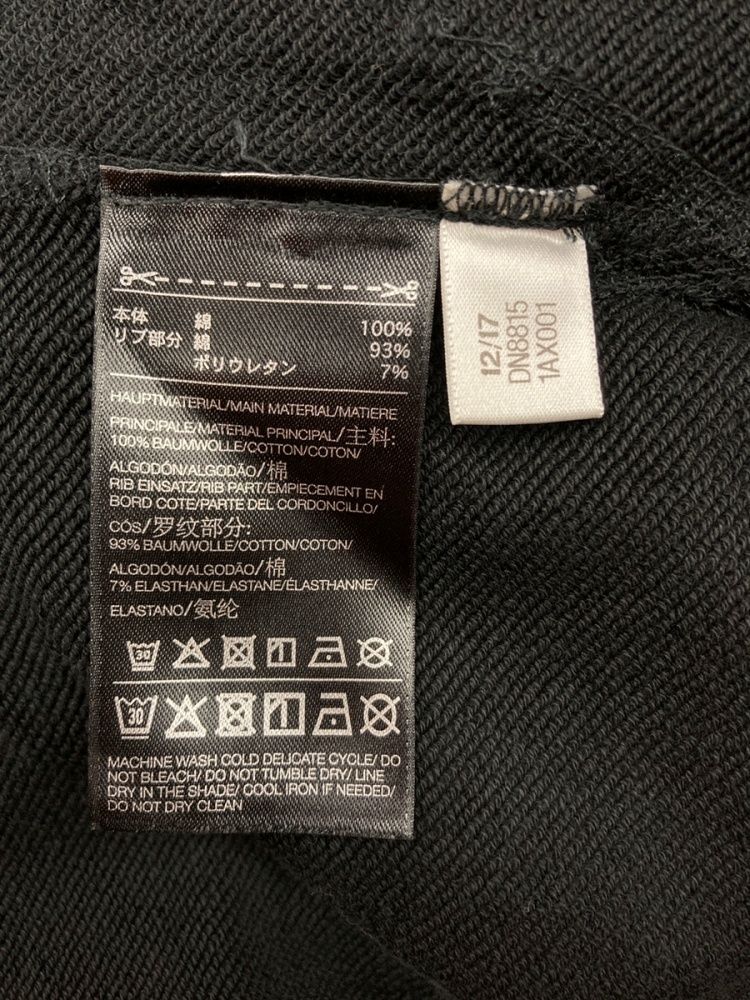 本体 綿 100%
リブ部分 綿 93%
ポリウレタン 7%
HAUPTMATERIAL/MAIN MATERIAL/MATIERE
PRINCIPALE/MATERIAL PRINCIPAL/主料:
100% BAUMWOLLE/COTTON/COTON/
ALGODÓN/ALGODÃO/棉
RIB EINSATZ/RIB PART/EMPIECEMENT EN
BORD COTE/PARTE DEL CORDONCILLO/
CÓS/罗纹部分:
93% BAUMWOLLE/COTTON/COTON/
ALGODÓN/ALGODÃO/棉
7% ELASTHAN/ELASTANE/ÉLASTHANNE/
ELASTANO/氨纶
30
30
MACHINE WASH COLD DELICATE CYCLE/ DO
NOT BLEACH/ DO NOT TUMBLE DRY/ LINE
DRY IN THE SHADE/ COOL IRON IF NEEDED/
DO NOT DRY CLEAN
12/17
DN8815
1AX001